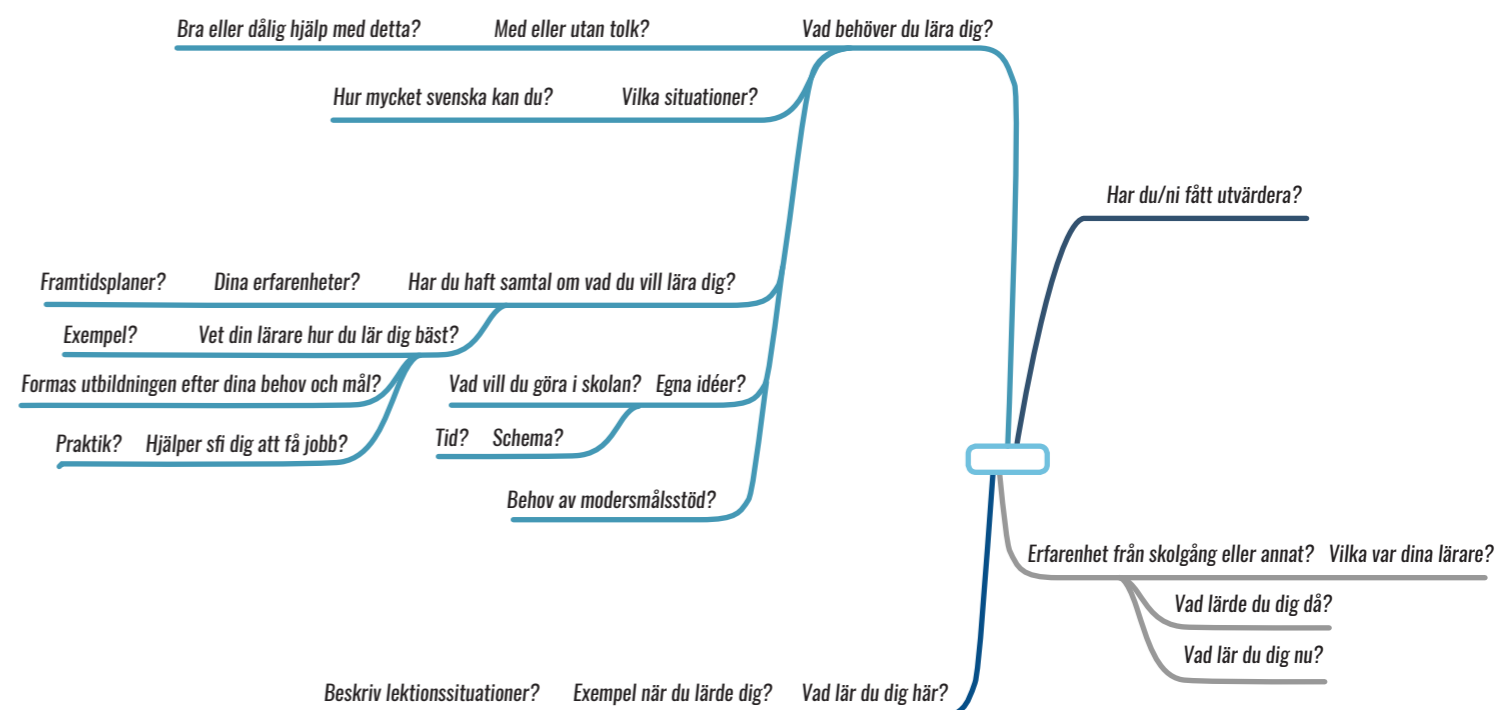 Bra eller dålig hjälp med detta? Med eller utan tolk? Vad behöver du lära dig?
Hur mycket svenska kan du? Vilka situationer?
Har du/ni fått utvärdera?
Framtidsplaner? Dina erfarenheter? Har du haft samtal om vad du vill lära dig?
Exempel? Vet din lärare hur du lär dig bäst?
Formas utbildningen efter dina behov och mål? Vad vill du göra i skolan? Egna idéer?
Praktik? Hjälper sfi dig att få jobb? Tid? Schema?
Behov av modersmålsstöd?
Erfarenhet från skolgång eller annat? Vilka var dina lärare?
Vad lärde du dig då?
Vad lär du dig nu?
Beskriv lektionssituationer? Exempel när du lärde dig? Vad lär du dig här?